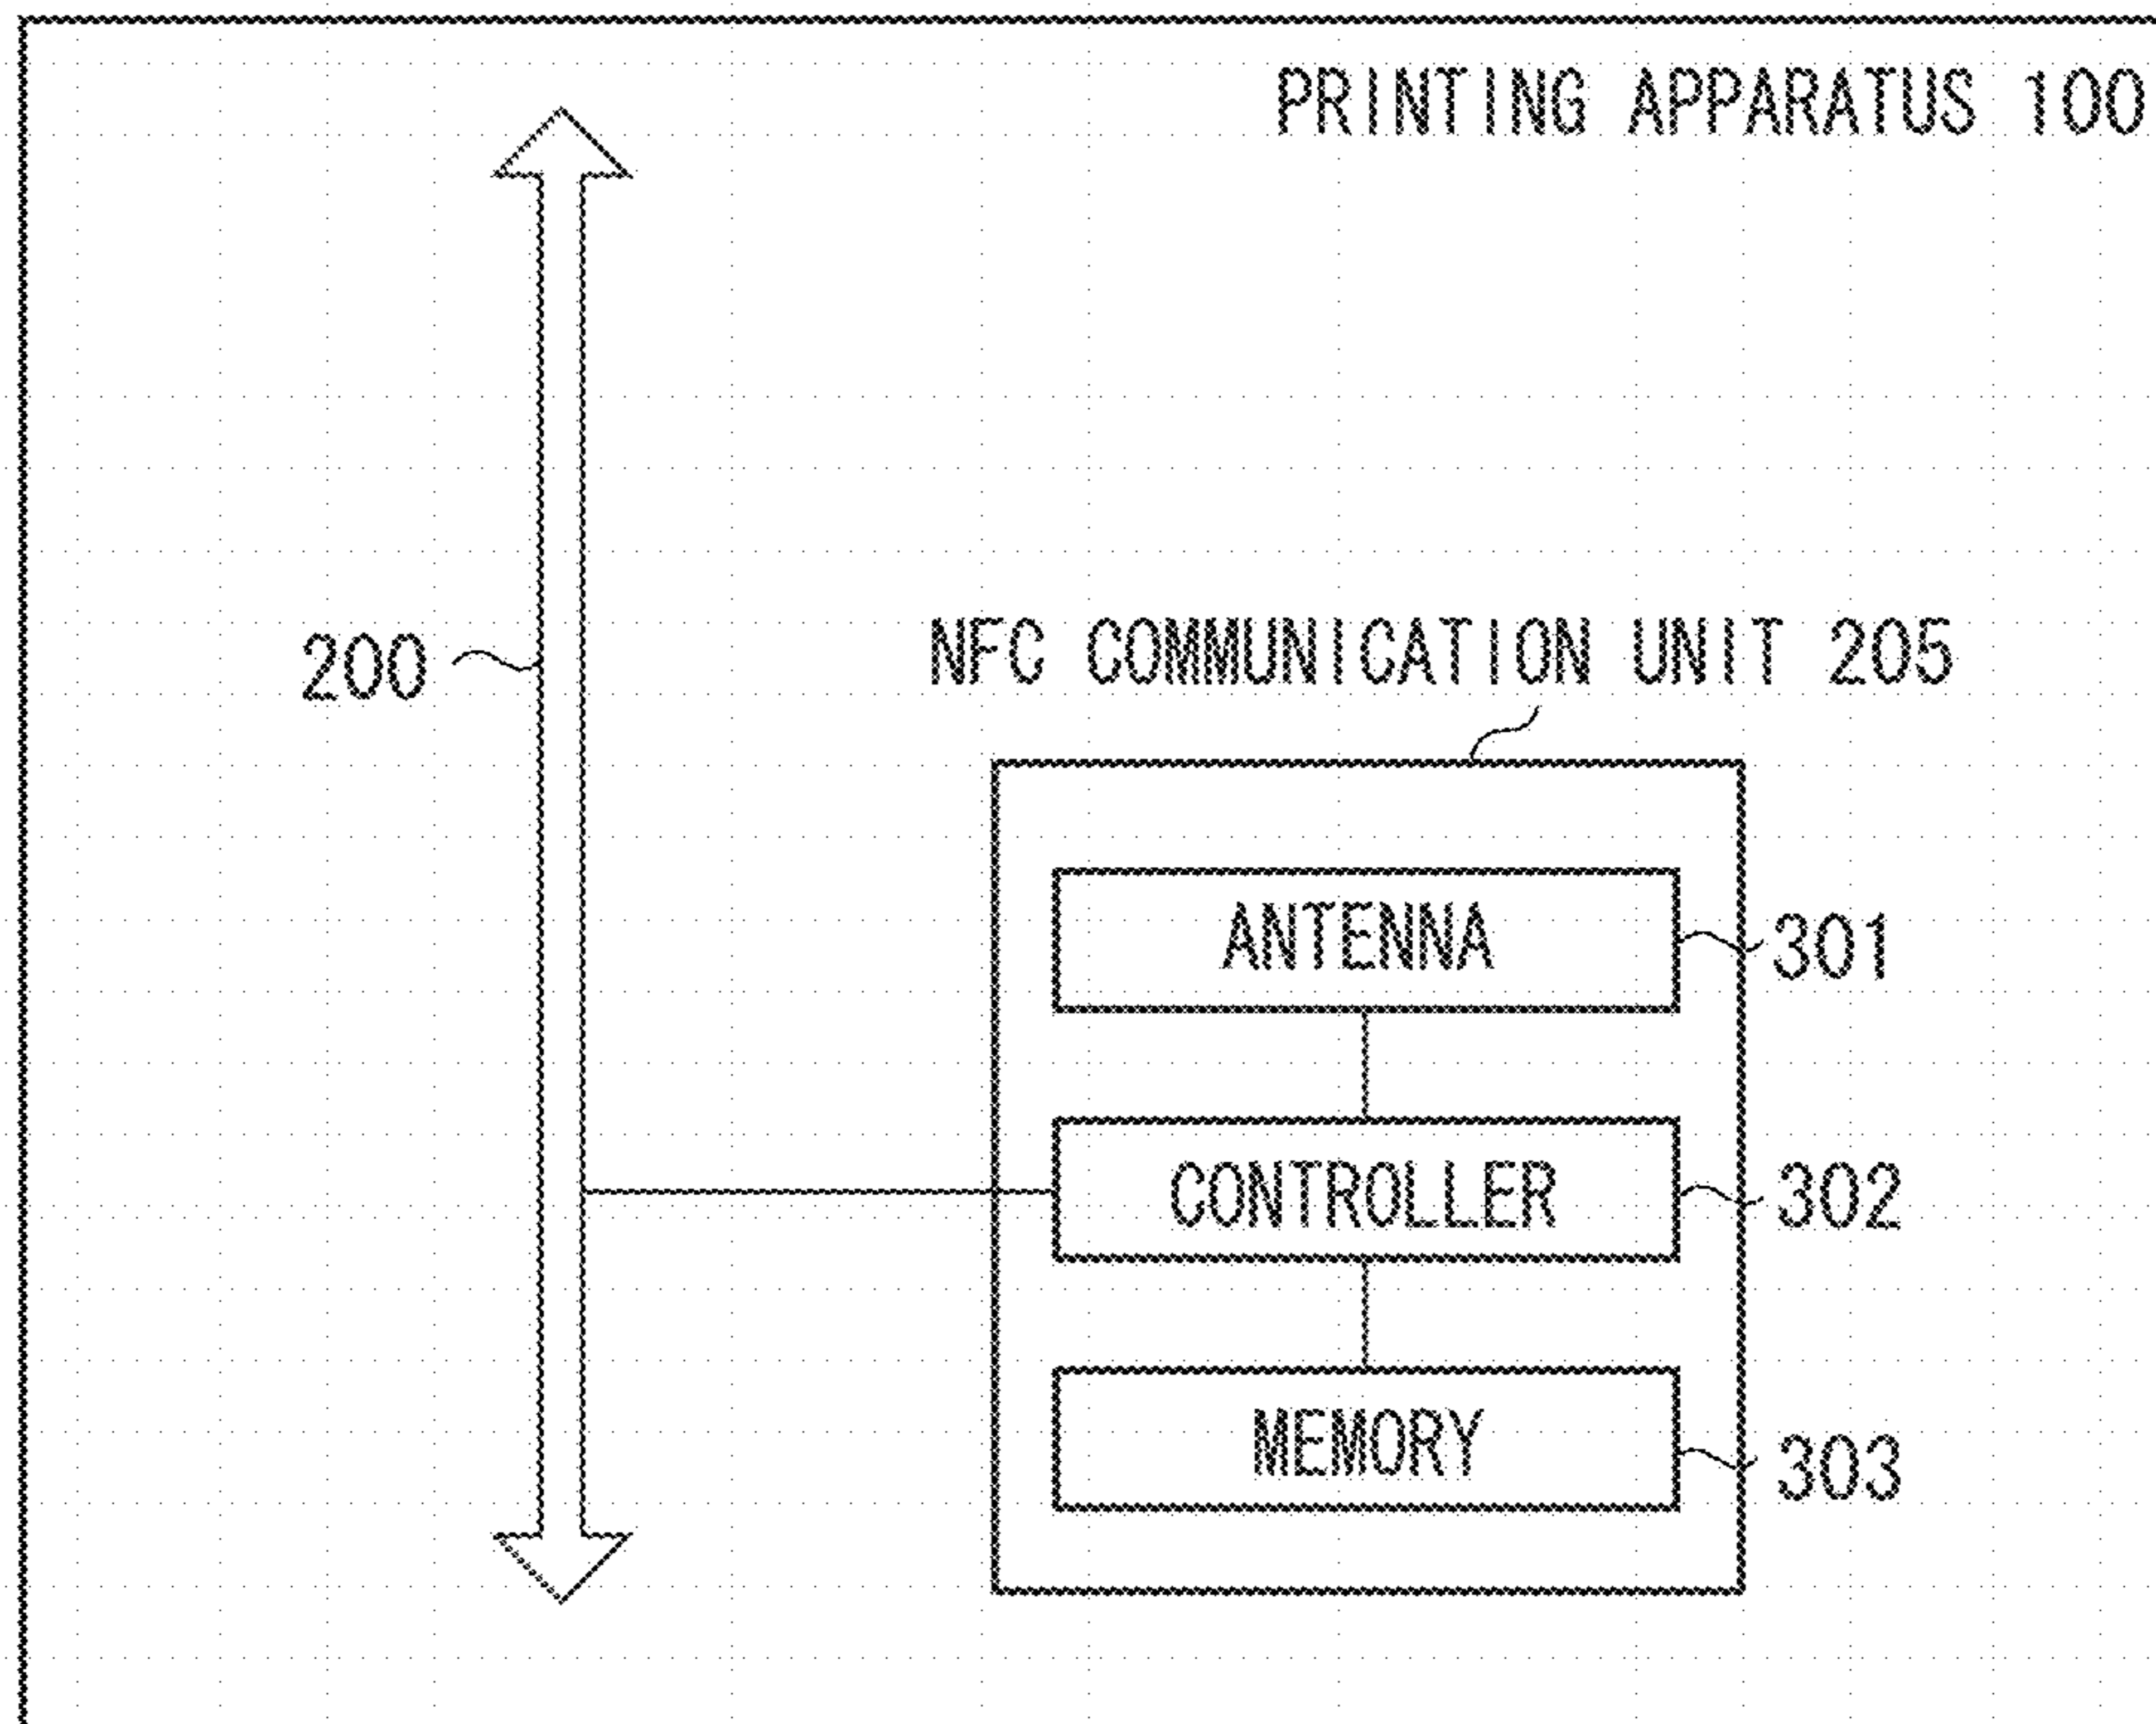 PRINTING APPARATUS 100
200
NFC COMMUNICATION UNIT 205
ANTENNA
301
CONTROLLER
302
MEMORY
303